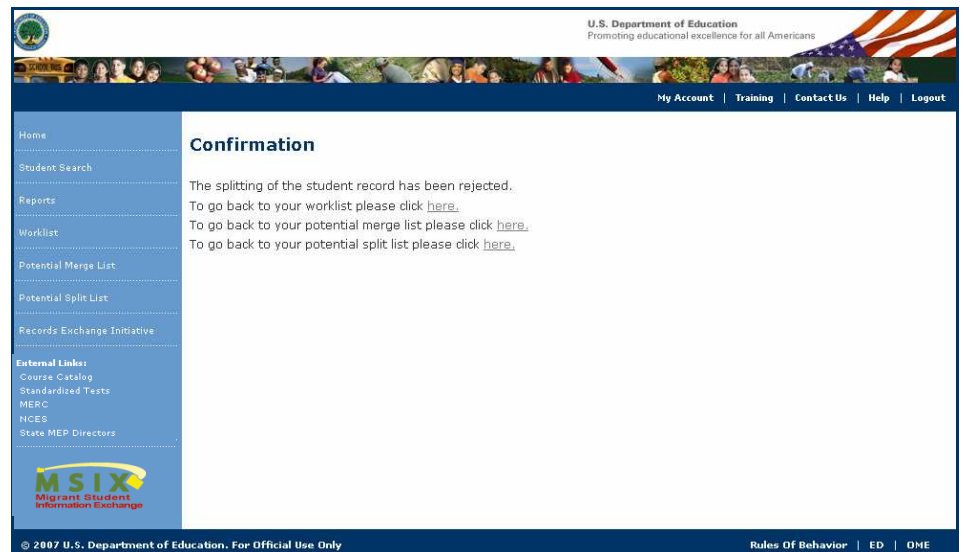 U.S. Department of Education
Promoting educational excellence for all Americans
SCHOOL BUS
My Account | Training | Contact Us | Help | Logout
Home
Student Search
Reports
Worklist
Potential Merge List
Potential Split List
Records Exchange Initiative
External Links:
Course Catalog
Standardized Tests
MERC
NCES
State MEP Directors
MSIX
Migrant Student
Information Exchange
Confirmation
The splitting of the student record has been rejected.
To go back to your worklist please click here.
To go back to your potential merge list please click here.
To go back to your potential split list please click here.
© 2007 U.S. Department of Education. For Official Use Only
Rules Of Behavior | ED | OME